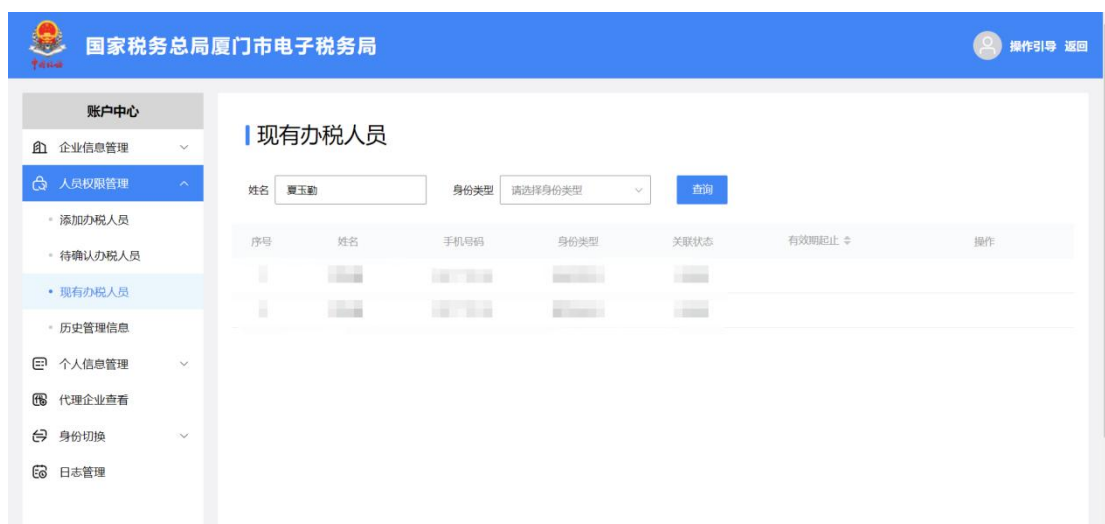 国家税务总局厦门市电子税务局
操作引导 返回
账户中心
企业信息管理
人员权限管理
添加办税人员
待确认办税人员
现有办税人员
历史管理信息
个人信息管理
代理企业查看
身份切换
日志管理
现有办税人员
姓名 夏玉勤 身份类型 请选择身份类型 查询
序号 姓名 手机号码 身份类型 关联状态 有效期起止 操作